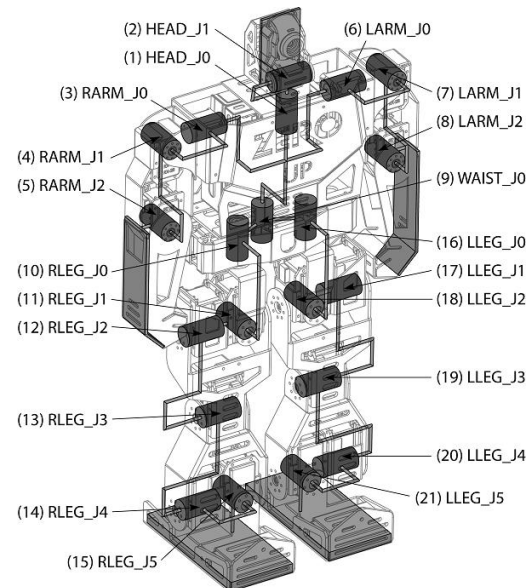 (2) HEAD_J1
(1) HEAD_J0
(3) RARM_J0
(4) RARM_J1
(5) RARM_J2
(6) LARM_J0
(7) LARM_J1
(8) LARM_J2
(9) WAIST_J0
(10) RLEG_J0
(11) RLEG_J1
(12) RLEG_J2
(13) RLEG_J3
(14) RLEG_J4
(15) RLEG_J5
(16) LLEG_J0
(17) LLEG_J1
(18) LLEG_J2
(19) LLEG_J3
(20) LLEG_J4
(21) LLEG_J5
UP